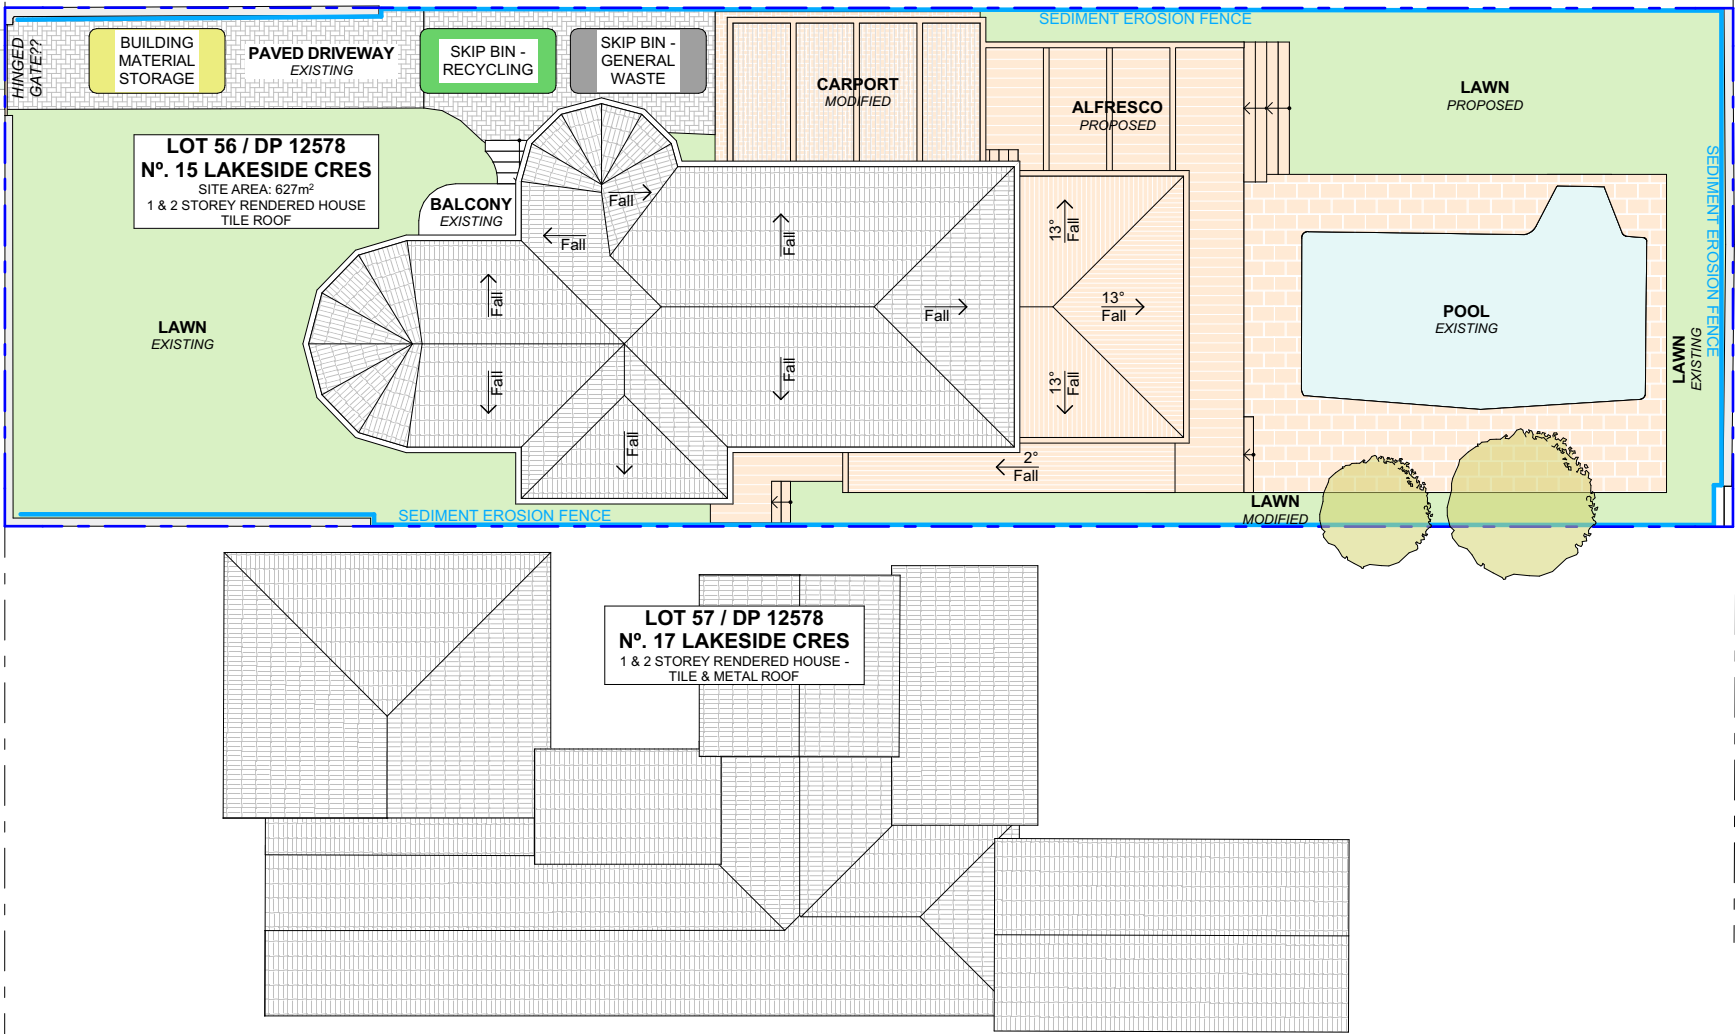 SEDIMENT EROSION FENCE
HINGED
GATE??
BUILDING
MATERIAL
STORAGE
PAVED DRIVEWAY
EXISTING
SKIP BIN -
RECYCLING
SKIP BIN -
GENERAL
WASTE
CARPORT
MODIFIED
ALFRESCO
PROPOSED
LAWN
PROPOSED
LOT 56 / DP 12578
Nº. 15 LAKESIDE CRES
SITE AREA: 627m²
1 & 2 STOREY RENDERED HOUSE
TILE ROOF
BALCONY
EXISTING
Fall
Fall
Fall
Fall
Fall
Fall
Fall
Fall
13°
Fall
13°
Fall
13°
Fall
2°
Fall
LAWN
EXISTING
POOL
EXISTING
SEDIMENT EROSION FENCE
LAWN
EXISTING
LAWN
MODIFIED
SEDIMENT EROSION FENCE
LOT 57 / DP 12578
Nº. 17 LAKESIDE CRES
1 & 2 STOREY RENDERED HOUSE -
TILE & METAL ROOF